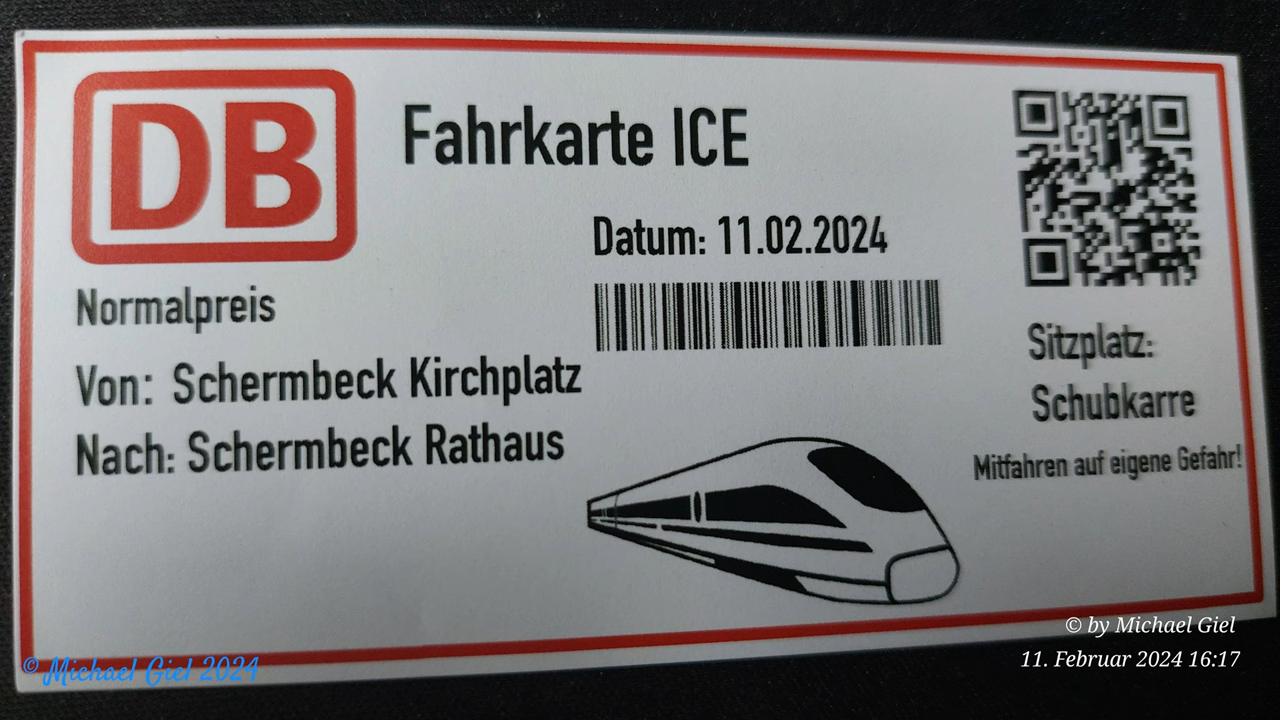 DB
Fahrkarte ICE
Datum: 11.02.2024
Normalpreis
Von: Schermbeck Kirchplatz
Nach: Schermbeck Rathaus
Sitzplatz:
Schubkarre
Mitfahren auf eigene Gefahr!
© by Michael Giel
11. Februar 2024 16:17
© Michael Giel 2024